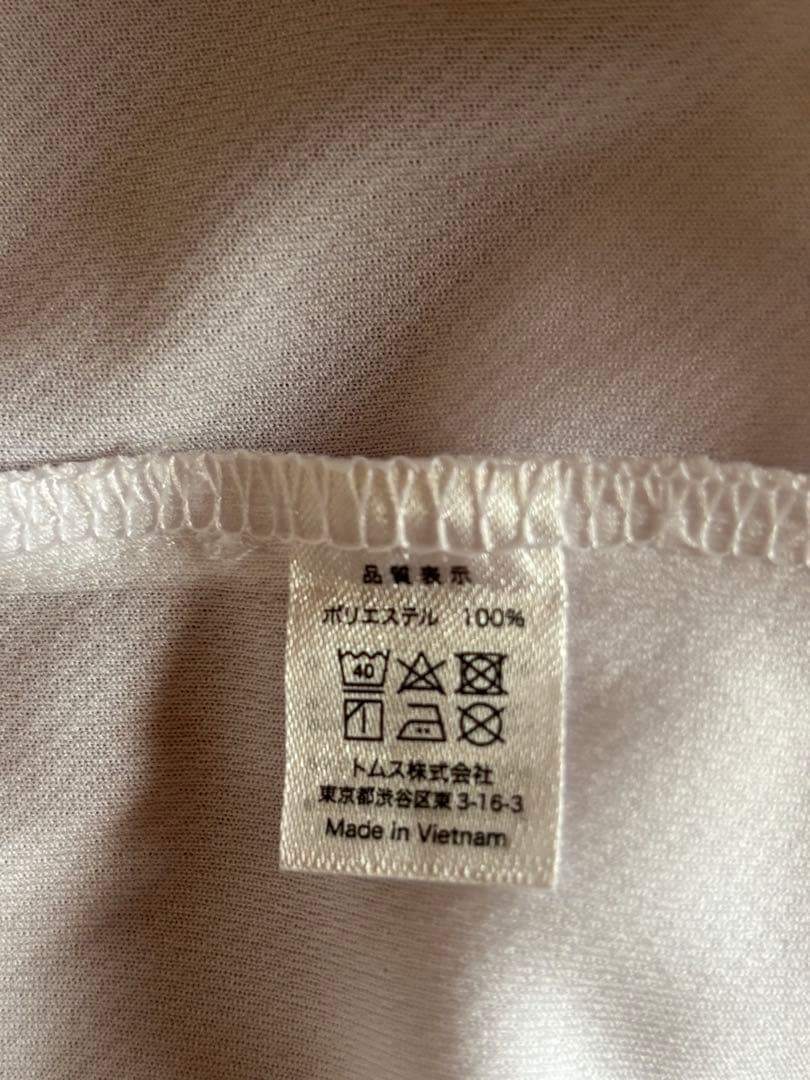 品質表示
ポリエステル 100%
40
トムス株式会社
東京都渋谷区東3-16-3
Made in Vietnam